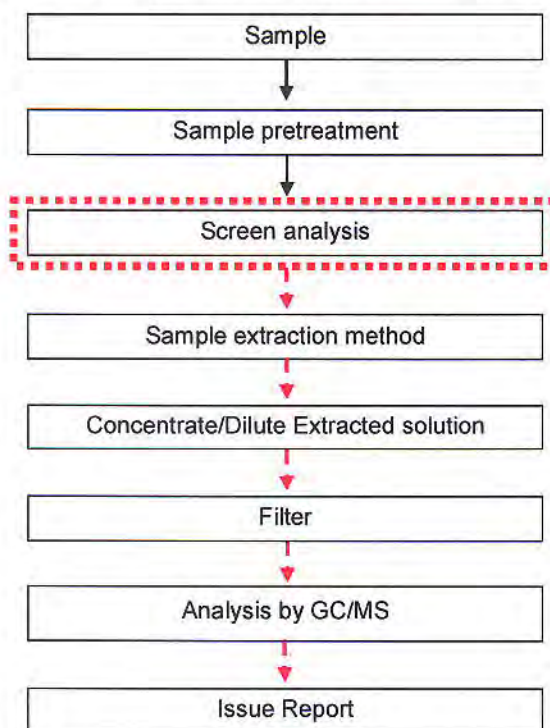 Sample
Sample pretreatment
Screen analysis
Sample extraction method
Concentrate/Dilute Extracted solution
Filter
Analysis by GC/MS
Issue Report